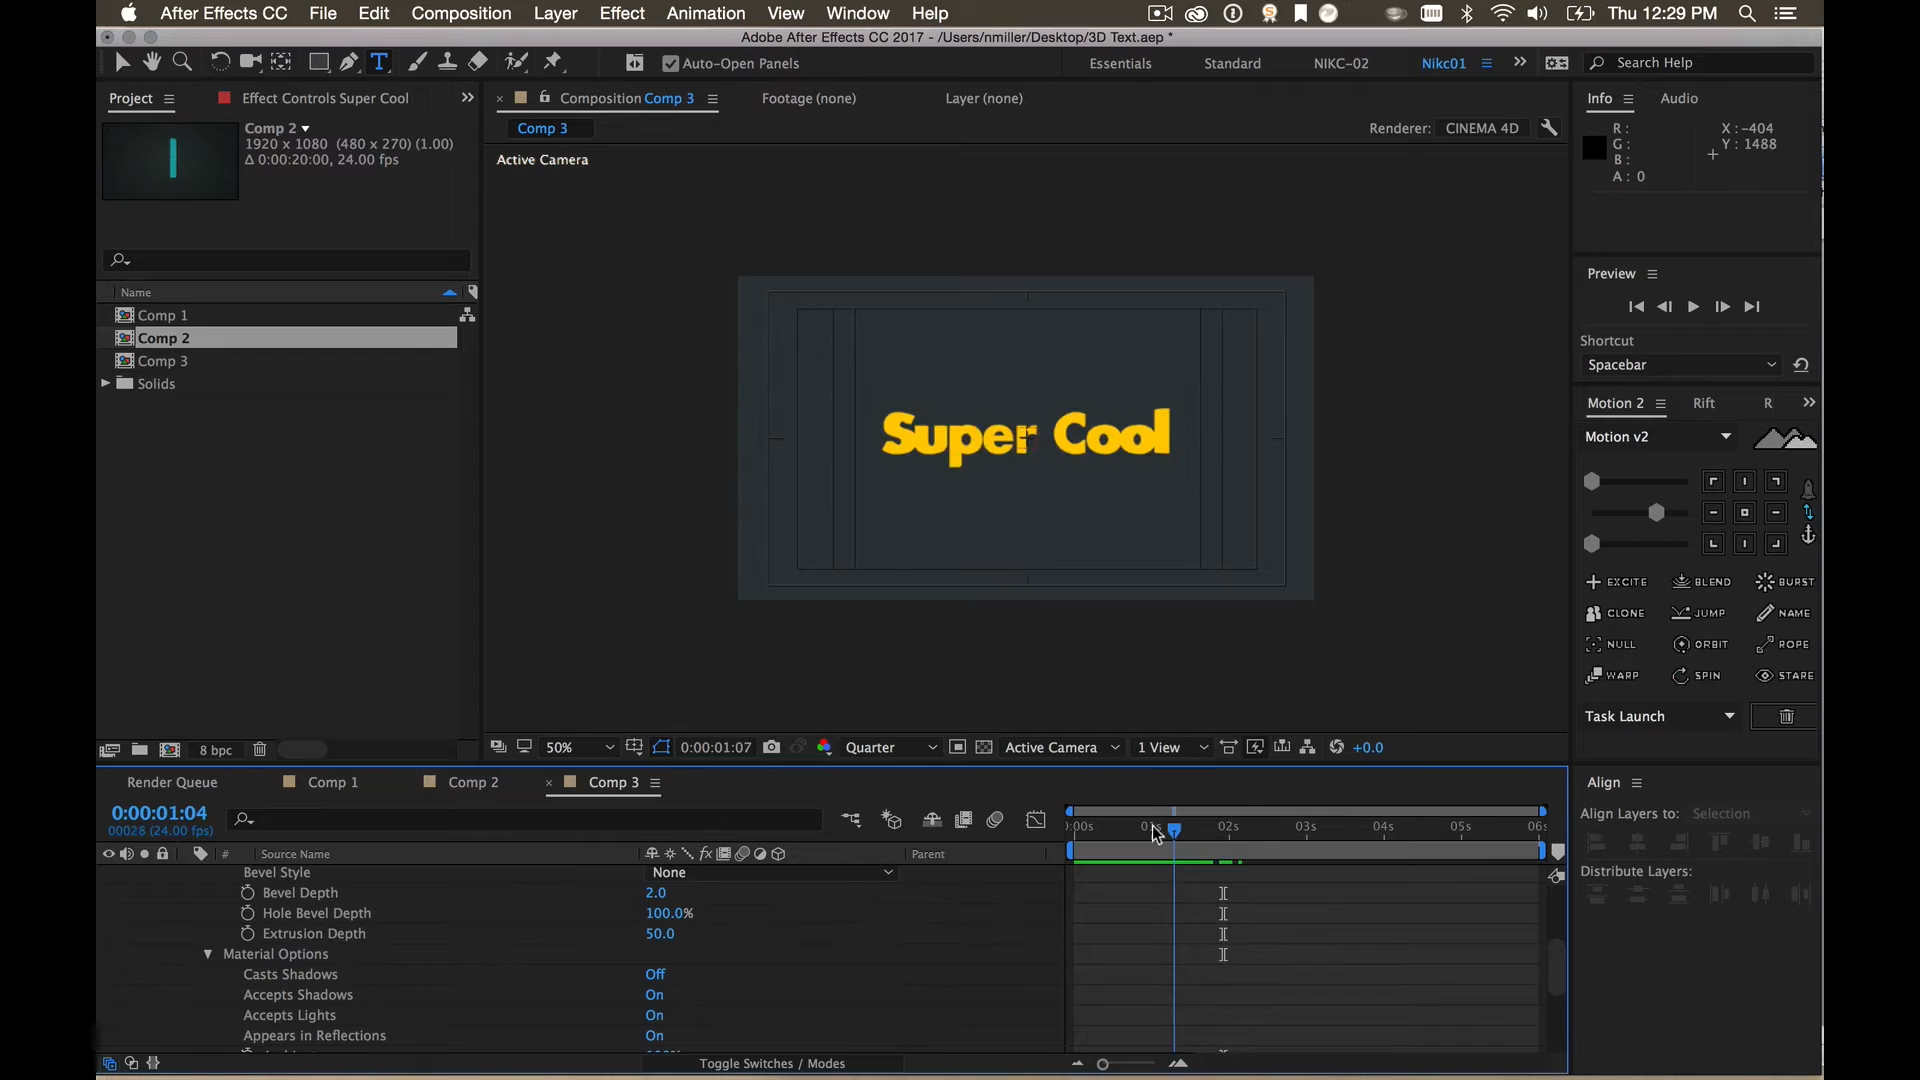 After Effects CC File Edit Composition Layer Effect Animation View Window Help Thu 12:29 PM
Adobe After Effects CC 2017 - /Users/nmiller/Desktop/3D Text.aep *
Auto-Open Panels Essentials Standard NIKC-02 Nikc01 Search Help
Project Effect Controls Super Cool Composition Comp 3 Footage (none) Layer (none) Info Audio
Comp 2
1920 x 1080 (480 x 270) (1.00)
Δ 0:00:20:00, 24.00 fps
Comp 3 Renderer: CINEMA 4D
Active Camera
R: X: -404
G: Y: 1488
B:
A: 0
Name
Comp 1
Comp 2
Comp 3
Solids
Super Cool
Preview
Shortcut
Spacebar
Motion 2 Rift R
Motion v2
EXCITE BLEND BURST
CLONE JUMP NAME
NULL ORBIT ROPE
WARP SPIN STARE
Task Launch
8 bpc 50% 0:00:01:07 Quarter Active Camera 1 View +0.0
Render Queue Comp 1 Comp 2 Comp 3
0:00:01:04
00028 (24.00 fps)
:00s 02s 03s 04s 05s
# Source Name fx Parent
Bevel Style None
Bevel Depth 2.0
Hole Bevel Depth 100.0%
Extrusion Depth 50.0
Material Options
Casts Shadows Off
Accepts Shadows On
Accepts Lights On
Appears in Reflections On
Toggle Switches / Modes
Align
Align Layers to: Selection
Distribute Layers: